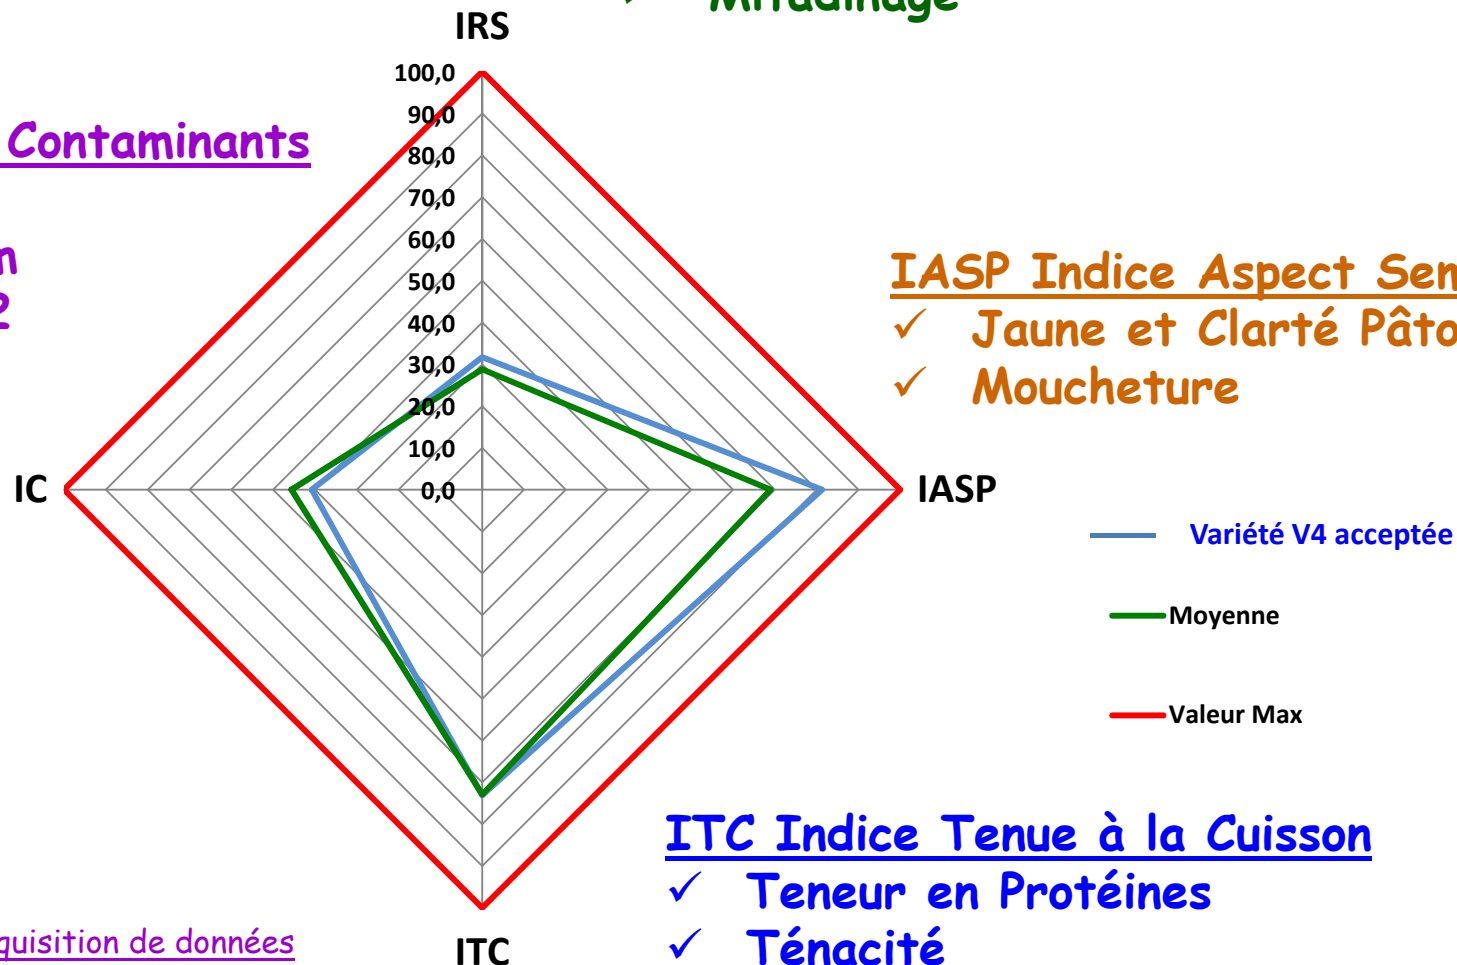 Mitadinage
IRS
100,0
90,0
80,0
70,0
60,0
50,0
40,0
30,0
20,0
10,0
0,0
Contaminants
IASP Indice Aspect Sem
✓ Jaune et Clarté Pâto
✓ Moucheture
IC
IASP
Variété V4 acceptée
Moyenne
Valeur Max
ITC Indice Tenue à la Cuisson
✓ Teneur en Protéines
✓ Ténacité
ITC
quisition de données